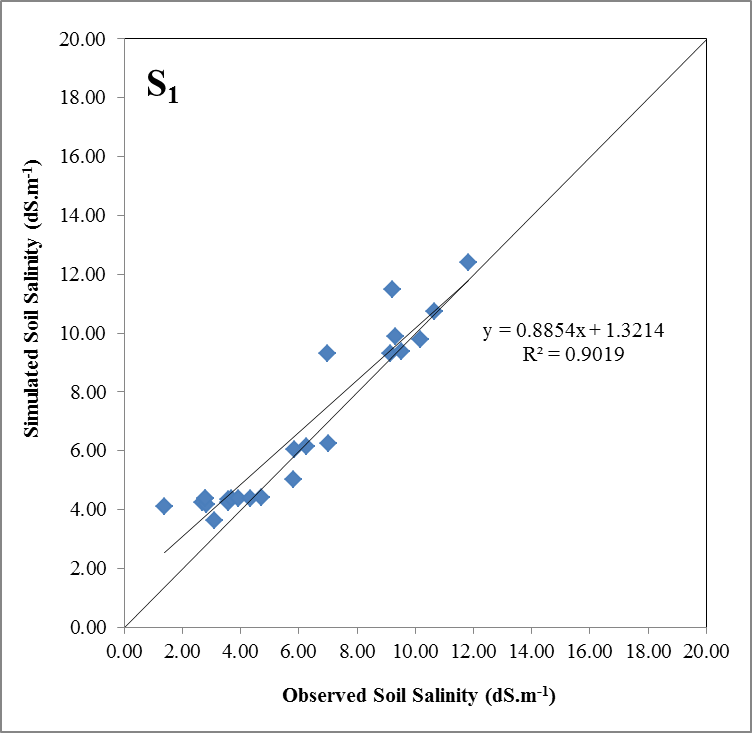 S1
20.00
18.00
16.00
14.00
12.00
10.00
8.00
6.00
4.00
2.00
0.00
Simulated Soil Salinity (dS.m-1)
y = 0.8854x + 1.3214
R² = 0.9019
0.00 2.00 4.00 6.00 8.00 10.00 12.00 14.00 16.00 18.00 20.00
Observed Soil Salinity (dS.m-1)